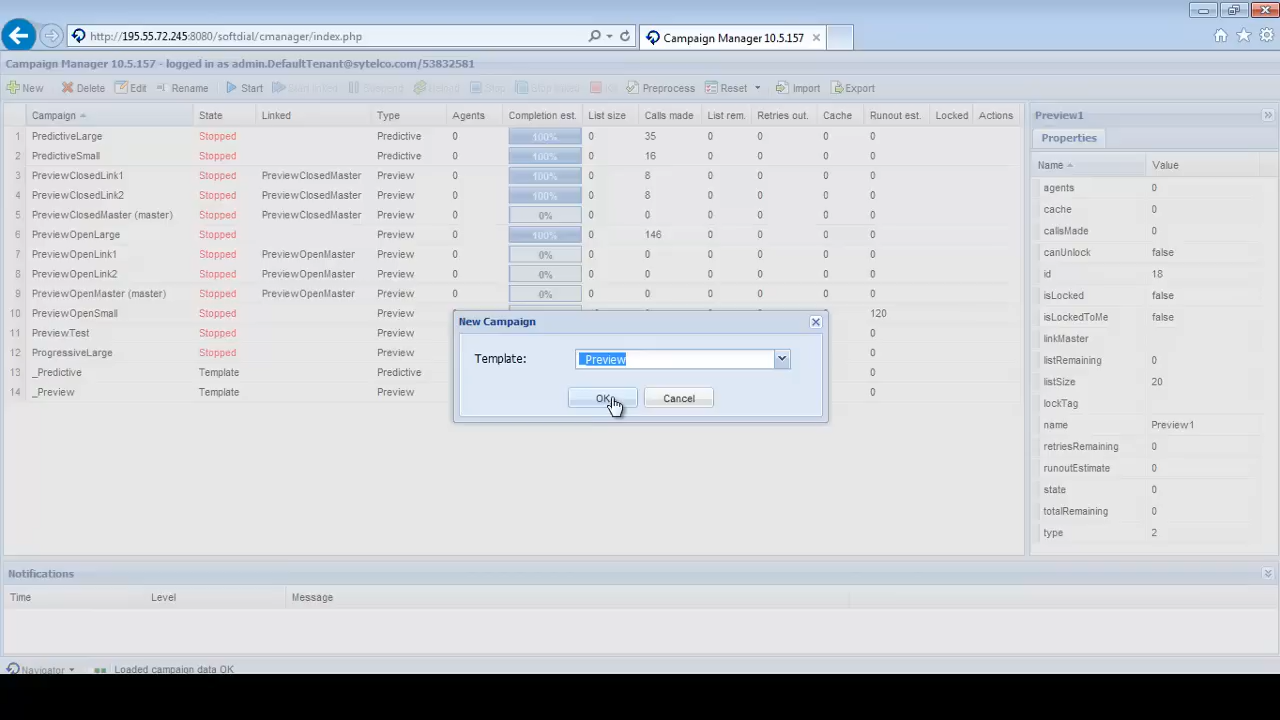 http://195.55.72.245:8080/softdial/cmanager/index.php
Campaign Manager 10.5.157
Campaign Manager 10.5.157 - logged in as admin.DefaultTenant@sytelco.com/53832581
New Delete Edit Rename Start Start linked Suspend Reload Stop Stop linked Kill Preprocess Reset Import Export
Campaign State Linked Type Agents Completion est. List size Calls made List rem. Retries out. Cache Runout est. Locked Actions
1 PredictiveLarge Stopped Predictive 0 100% 0 35 0 0 0 0
2 PredictiveSmall Stopped Predictive 0 100% 0 16 0 0 0 0
3 PreviewClosedLink1 Stopped PreviewClosedMaster Preview 0 100% 0 8 0 0 0 0
4 PreviewClosedLink2 Stopped PreviewClosedMaster Preview 0 100% 0 8 0 0 0 0
5 PreviewClosedMaster (master) Stopped PreviewClosedMaster Preview 0 0% 0 0 0 0 0 0
6 PreviewOpenLarge Stopped Preview 0 100% 0 146 0 0 0 0
7 PreviewOpenLink1 Stopped PreviewOpenMaster Preview 0 0% 0 0 0 0 0 0
8 PreviewOpenLink2 Stopped PreviewOpenMaster Preview 0 0% 0 0 0 0 0 0
9 PreviewOpenMaster (master) Stopped PreviewOpenMaster Preview 0 0% 0 0 0 0 0 0
10 PreviewOpenSmall Stopped Preview 120
11 PreviewTest Stopped Preview 0
12 ProgressiveLarge Stopped Preview 0
13 _Predictive Template Predictive 0
14 _Preview Template Preview 0
New Campaign
Template: _Preview
OK Cancel
Preview1
Properties
Name Value
agents 0
cache 0
callsMade 0
canUnlock false
id 18
isLocked false
isLockedToMe false
linkMaster
listRemaining 0
listSize 20
lockTag
name Preview1
retriesRemaining 0
runoutEstimate 0
state 0
totalRemaining 0
type 2
Notifications
Time Level Message
Navigator Loaded campaign data OK